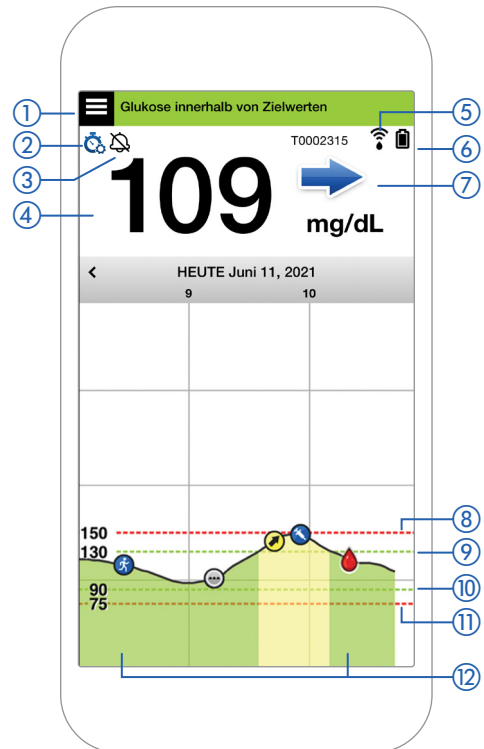 ① Glukose innerhalb von Zielwerten ⑤
② T0002315 ⑥
③
④ 109 mg/dL ⑦
HEUTE Juni 11, 2021
9 10
150 ⑧
130 ⑨
90 ⑩
75 ⑪
⑫